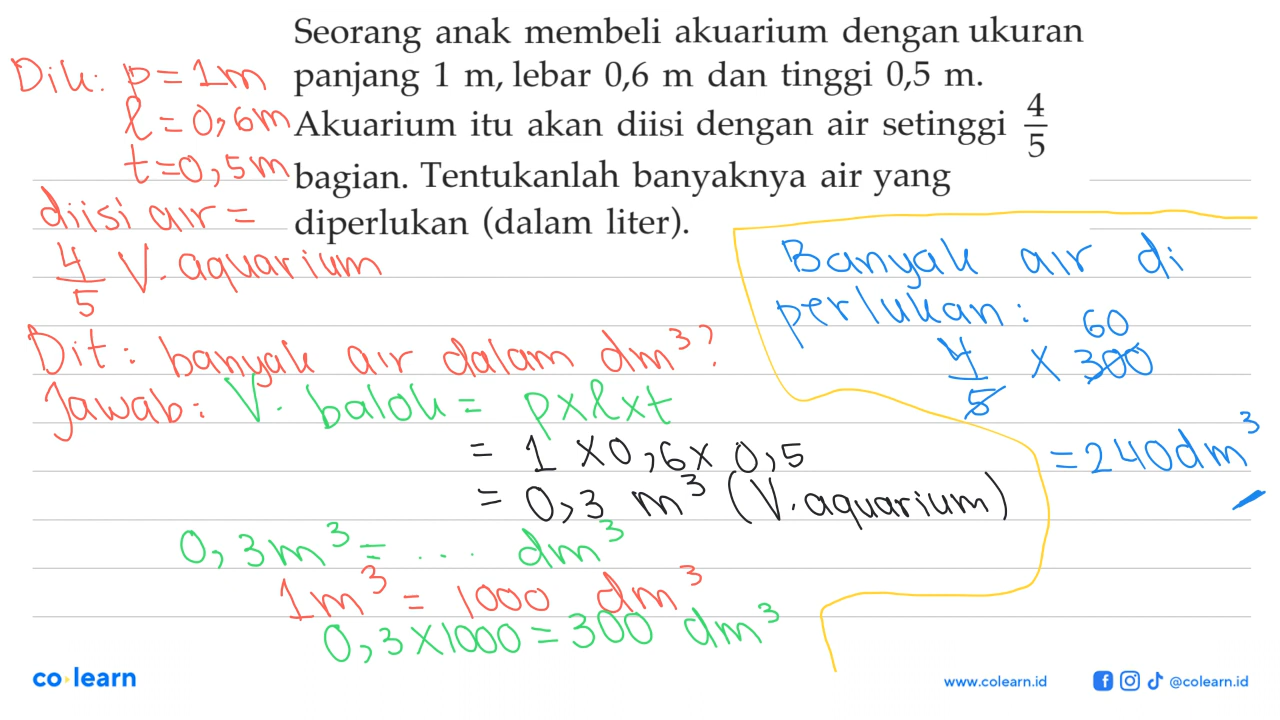 Seorang anak membeli akuarium dengan ukuran
panjang 1 m, lebar 0,6 m dan tinggi 0,5 m.
Akuarium itu akan diisi dengan air setinggi 4/5
bagian. Tentukanlah banyaknya air yang
diperlukan (dalam liter).
Dik: p = 1m
l = 0,6m
t = 0,5m
diisi air =
4/5 V. aquarium
Dit: banyak air dalam dm³?
Jawab: V. balok = p x l x t
= 1 x 0,6 x 0,5
= 0,3 m³ (V. aquarium)
0,3 m³ = ... dm³
1 m³ = 1000 dm³
0,3 x 1000 = 300 dm³
Banyak air di
perlukan:
60
4/5 x 300
= 240 dm³
co learn
www.colearn.id
@colearn.id